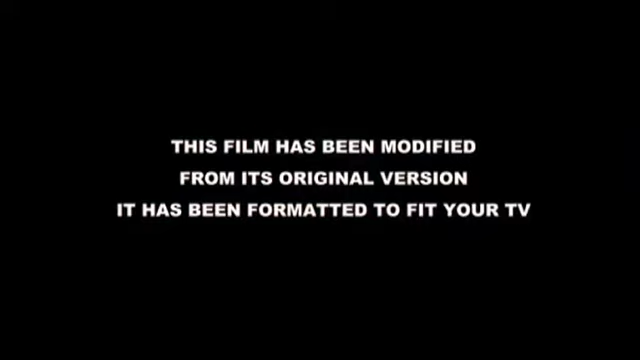 THIS FILM HAS BEEN MODIFIED
FROM ITS ORIGINAL VERSION
IT HAS BEEN FORMATTED TO FIT YOUR TV